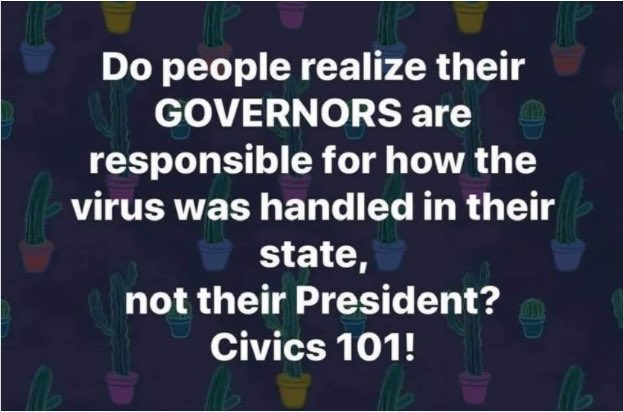 Do people realize their
GOVERNORS are
responsible for how the
virus was handled in their
state,
not their President?
Civics 101!